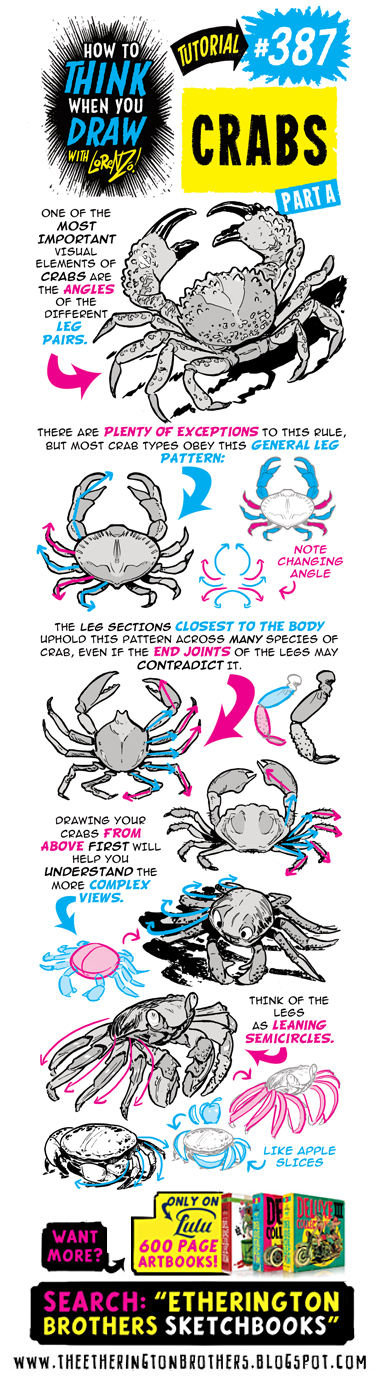 HOW TO
THINK
WHEN YOU
DRAW
WITH LORENZO!
TUTORIAL
#387
CRABS
PART A
ONE OF THE
MOST
IMPORTANT
VISUAL
ELEMENTS OF
CRABS ARE
THE ANGLES
OF THE
DIFFERENT
LEG
PAIRS.
THERE ARE PLENTY OF EXCEPTIONS TO THIS RULE,
BUT MOST CRAB TYPES OBEY THIS GENERAL LEG
PATTERN:
NOTE
CHANGING
ANGLE
THE LEG SECTIONS CLOSEST TO THE BODY
UPHOLD THIS PATTERN ACROSS MANY SPECIES OF
CRAB, EVEN IF THE END JOINTS OF THE LEGS MAY
CONTRADICT IT.
DRAWING YOUR
CRABS FROM
ABOVE FIRST WILL
HELP YOU
UNDERSTAND THE
MORE COMPLEX
VIEWS.
THINK OF THE
LEGS
AS LEANING
SEMICIRCLES.
LIKE APPLE
SLICES
WANT
MORE?
ONLY ON
Lulu
600 PAGE
ARTBOOKS!
DELUXE
III
SEARCH: "ETHERINGTON
BROTHERS SKETCHBOOKS"
WWW.THEETHERINGTONBROTHERS.BLOGSPOT.COM